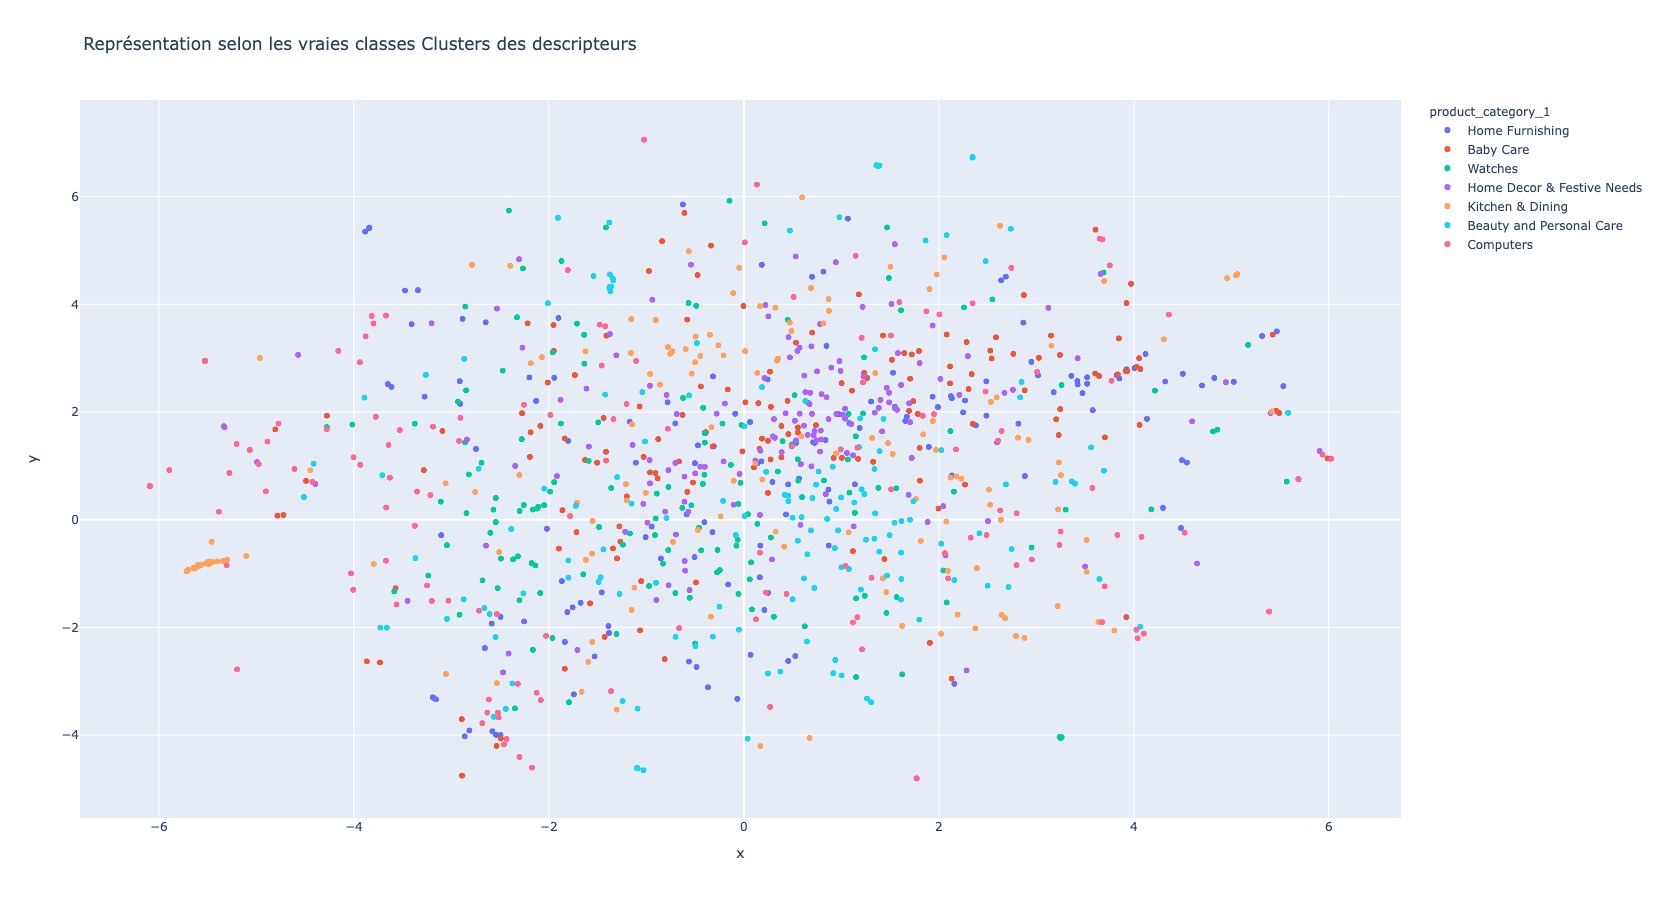 Représentation selon les vraies classes Clusters des descripteurs
product_category_1
Home Furnishing
Baby Care
Watches
Home Decor & Festive Needs
Kitchen & Dining
Beauty and Personal Care
Computers
6
4
2
0
−2
−4
y
−6 −4 −2 0 2 4 6
x